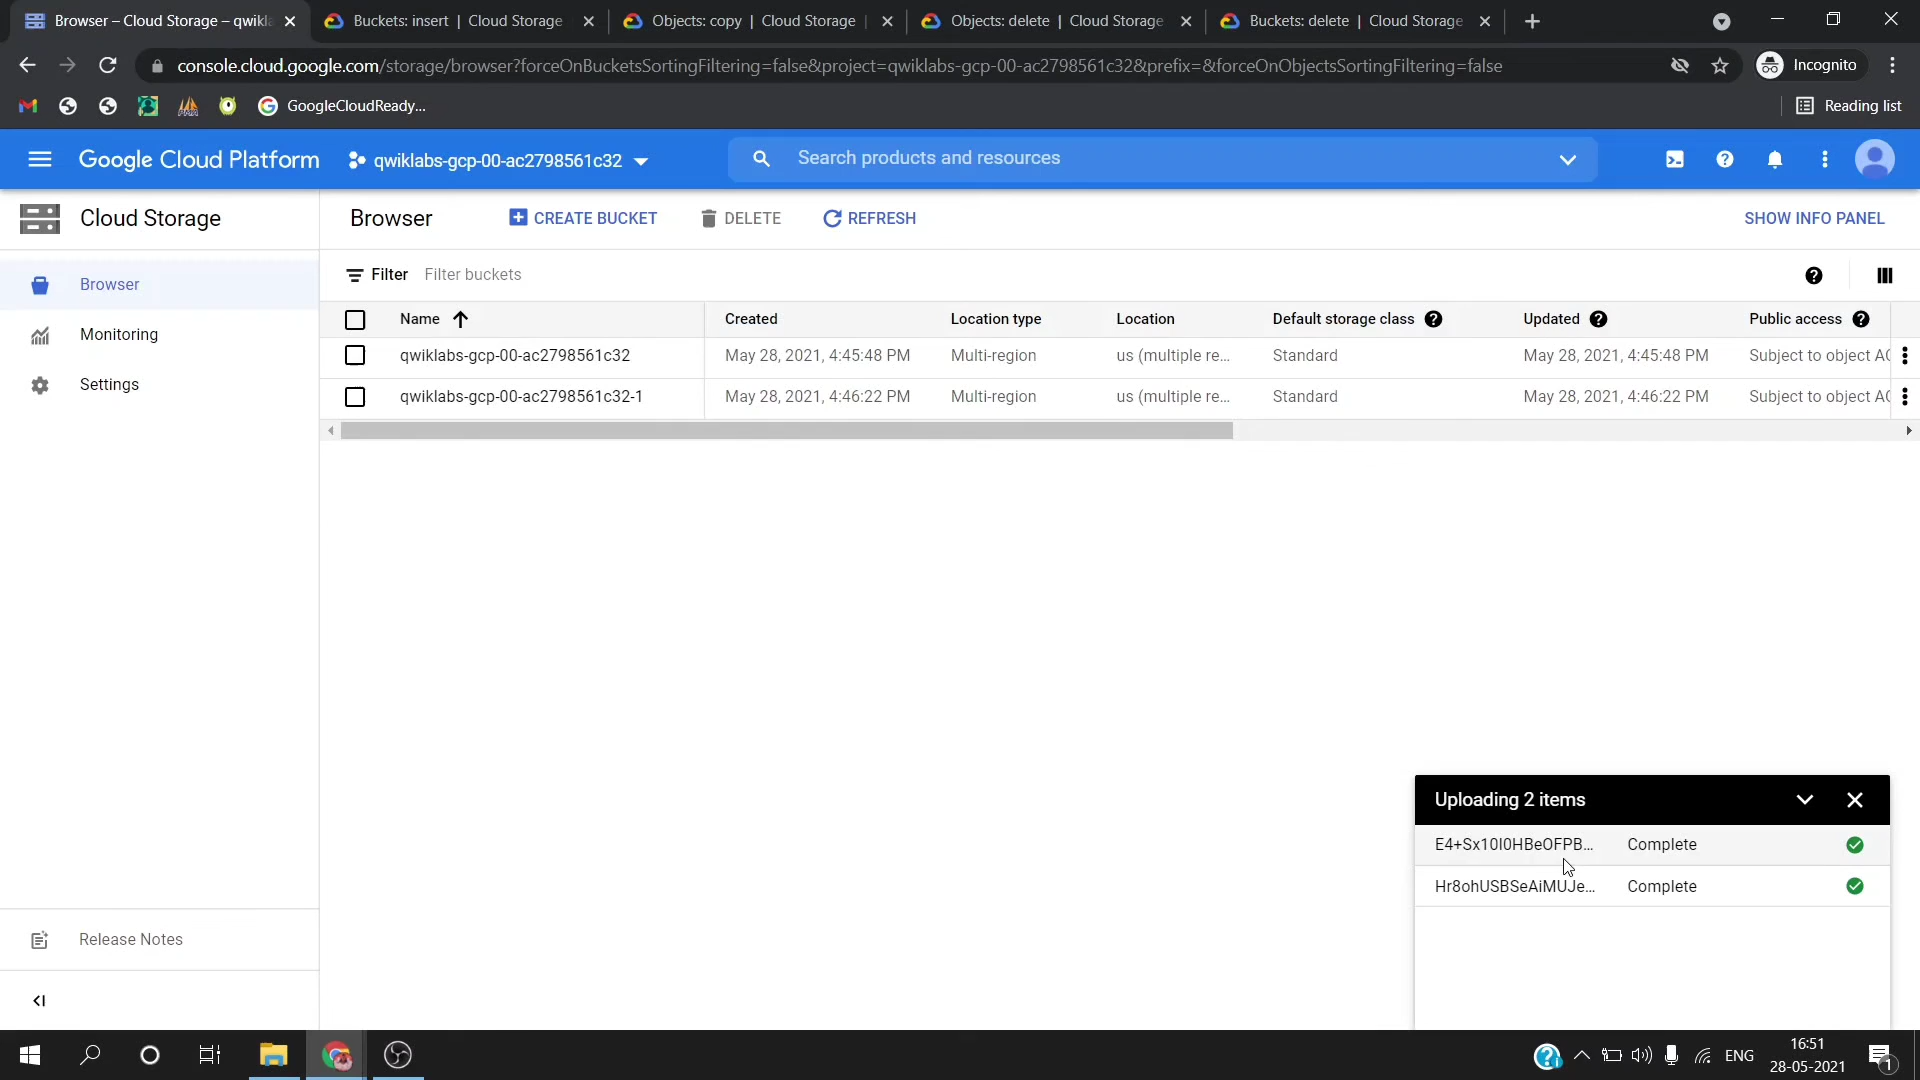 Browser – Cloud Storage – qwikla
Buckets: insert | Cloud Storage
Objects: copy | Cloud Storage
Objects: delete | Cloud Storage
Buckets: delete | Cloud Storage
console.cloud.google.com/storage/browser?forceOnBucketsSortingFiltering=false&project=qwiklabs-gcp-00-ac2798561c32&prefix=&forceOnObjectsSortingFiltering=false
Incognito
GoogleCloudReady...
Reading list
Google Cloud Platform
qwiklabs-gcp-00-ac2798561c32
Search products and resources
Cloud Storage
Browser
CREATE BUCKET
DELETE
REFRESH
SHOW INFO PANEL
Browser
Monitoring
Settings
Filter Filter buckets
Name Created Location type Location Default storage class Updated Public access
qwiklabs-gcp-00-ac2798561c32 May 28, 2021, 4:45:48 PM Multi-region us (multiple re... Standard May 28, 2021, 4:45:48 PM Subject to object AC
qwiklabs-gcp-00-ac2798561c32-1 May 28, 2021, 4:46:22 PM Multi-region us (multiple re... Standard May 28, 2021, 4:46:22 PM Subject to object AC
Uploading 2 items
E4+Sx10I0HBeOFPB... Complete
Hr8ohUSBSeAiMUJe... Complete
Release Notes
ENG
16:51
28-05-2021
1